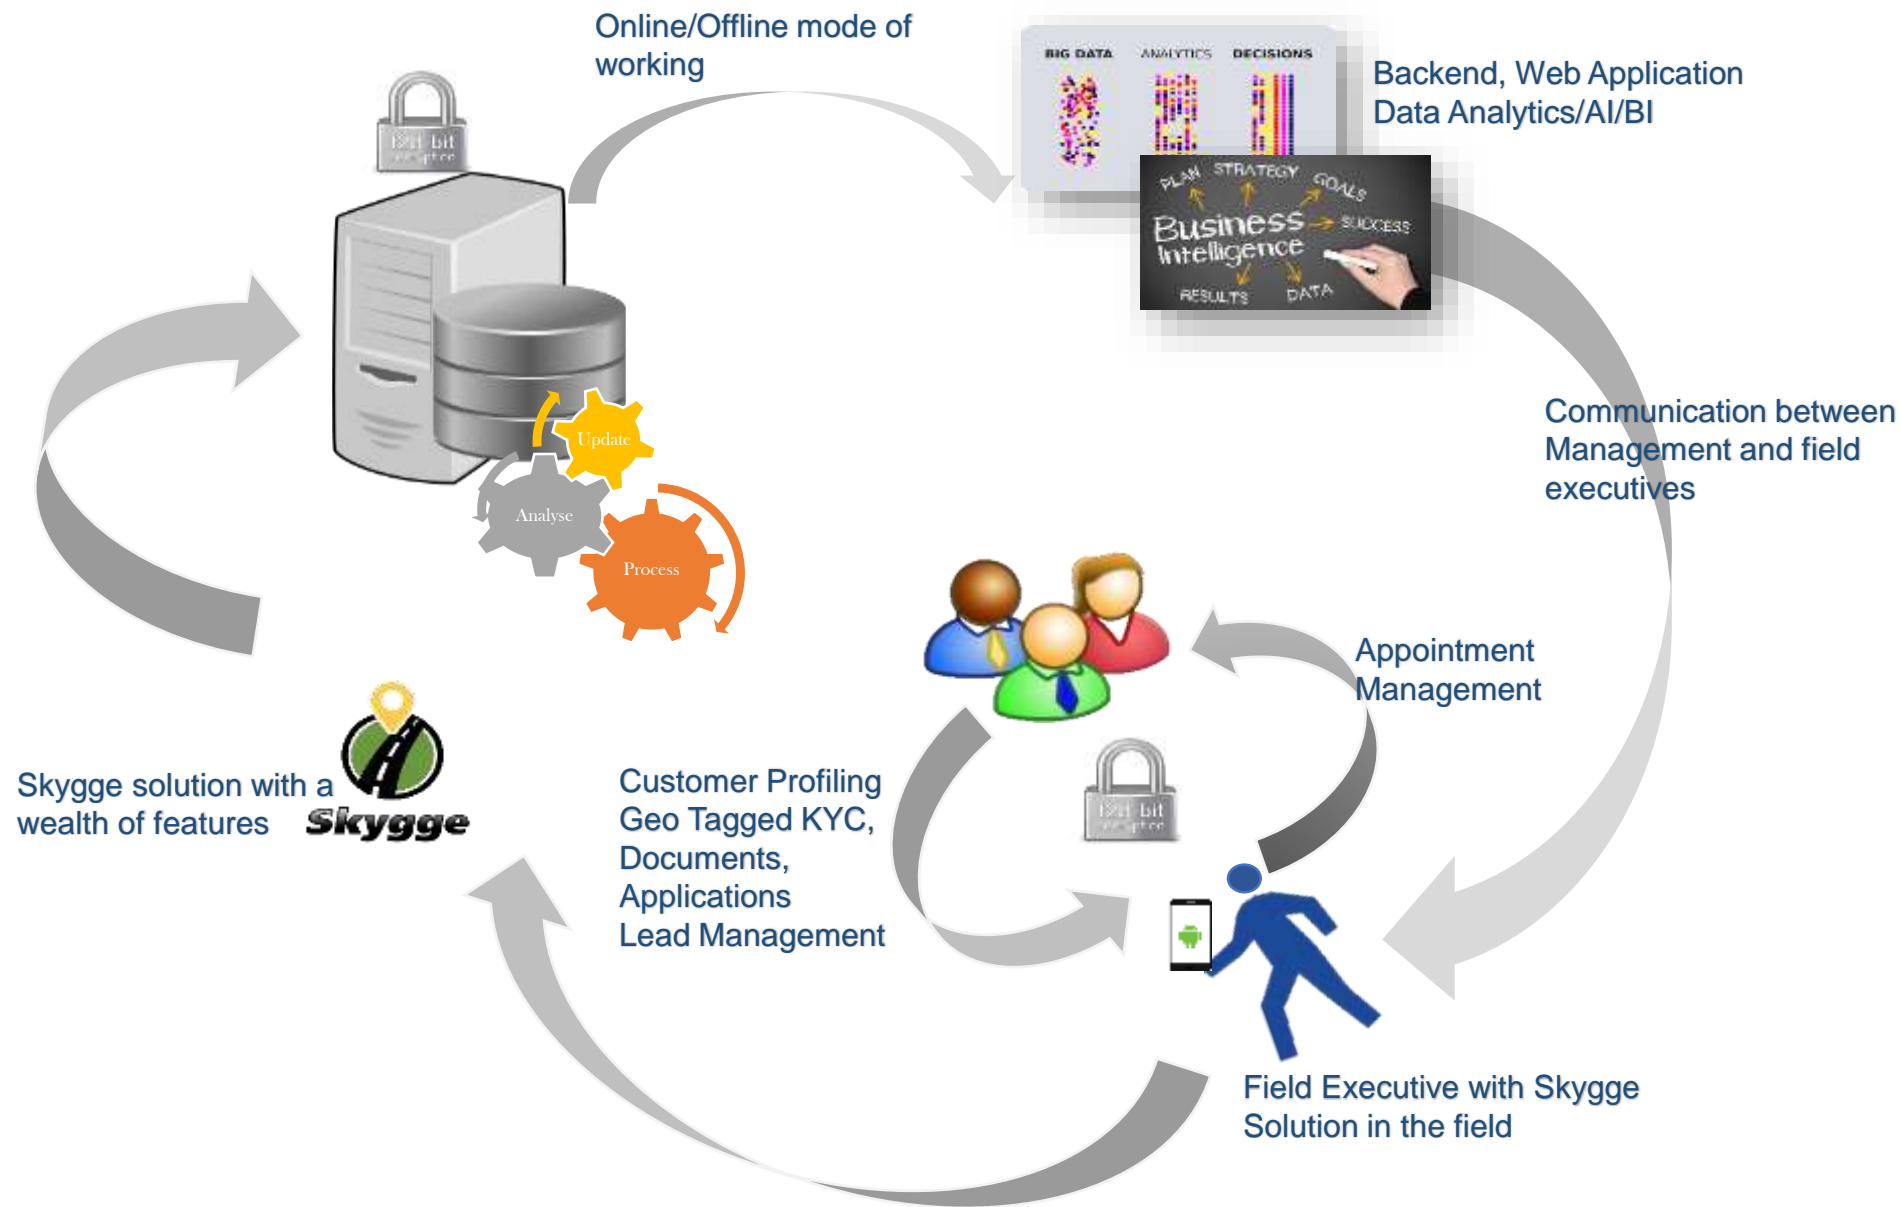 Online/Offline mode of
working
BIG DATA
ANALYTICS
DECISIONS
Backend, Web Application
Data Analytics/AI/BI
PLAN
STRATEGY
GOALS
Business
Intelligence
SUCCESS
RESULTS
DATA
Update
Analyse
Process
Communication between
Management and field
executives
Appointment
Management
Skygge solution with a
wealth of features
Skygge
Customer Profiling
Geo Tagged KYC,
Documents,
Applications
Lead Management
Field Executive with Skygge
Solution in the field